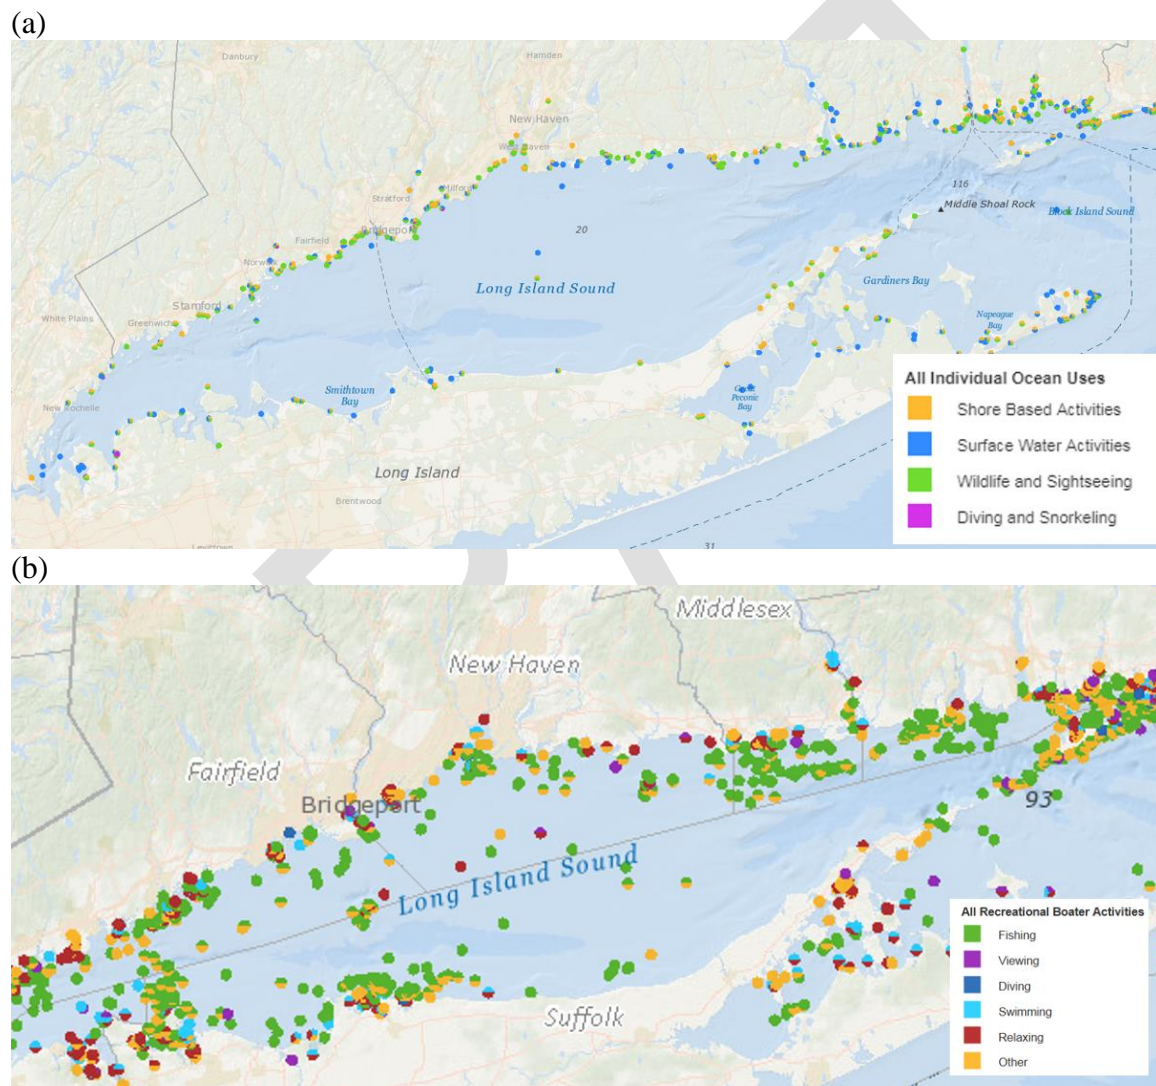 (a)
Danbury
Hamden
New Haven
West Haven
Milford
Stratford
Bridgeport
116
Middle Shoal Rock
Block Island Sound
20
Fairfield
Norwalk
Long Island Sound
Gardiners Bay
Stamford
White Plains
Greenwich
Napeague
Bay
Smithtown
Bay
Great
Peconic
Bay
New Rochelle
Long Island
Brentwood
Levittown
31
All Individual Ocean Uses
Shore Based Activities
Surface Water Activities
Wildlife and Sightseeing
Diving and Snorkeling
(b)
Middlesex
New Haven
Fairfield
Bridgeport
93
Long Island Sound
Suffolk
All Recreational Boater Activities
Fishing
Viewing
Diving
Swimming
Relaxing
Other